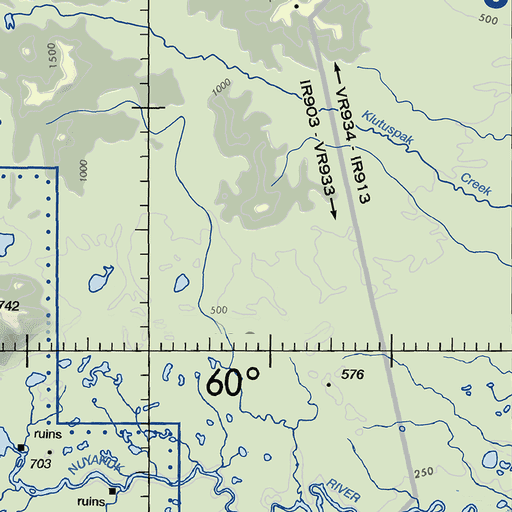 500
1500
1000
VR934 - IR913
IR903 - VR933
Klutuspak
Creek
1000
742
500
60°
576
ruins
703
NUYAKUK
250
RIVER
ruins